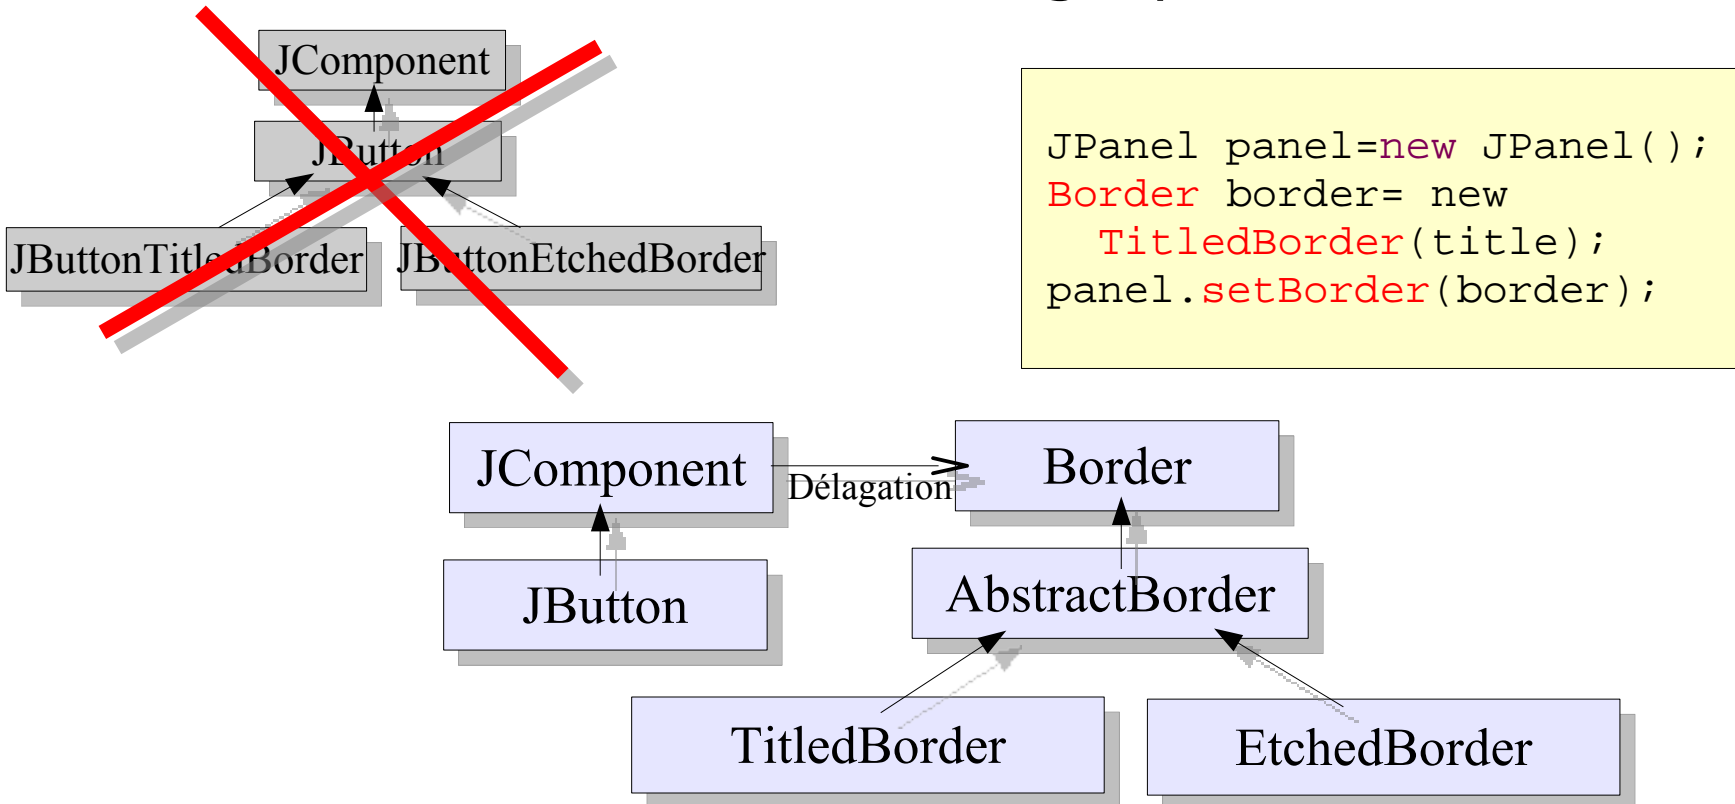 JComponent
JButton
JButtonTitledBorder
JButtonEtchedBorder
JPanel panel=new JPanel();
Border border= new
TitledBorder(title);
panel.setBorder(border);
JComponent
Délagation
Border
JButton
AbstractBorder
TitledBorder
EtchedBorder